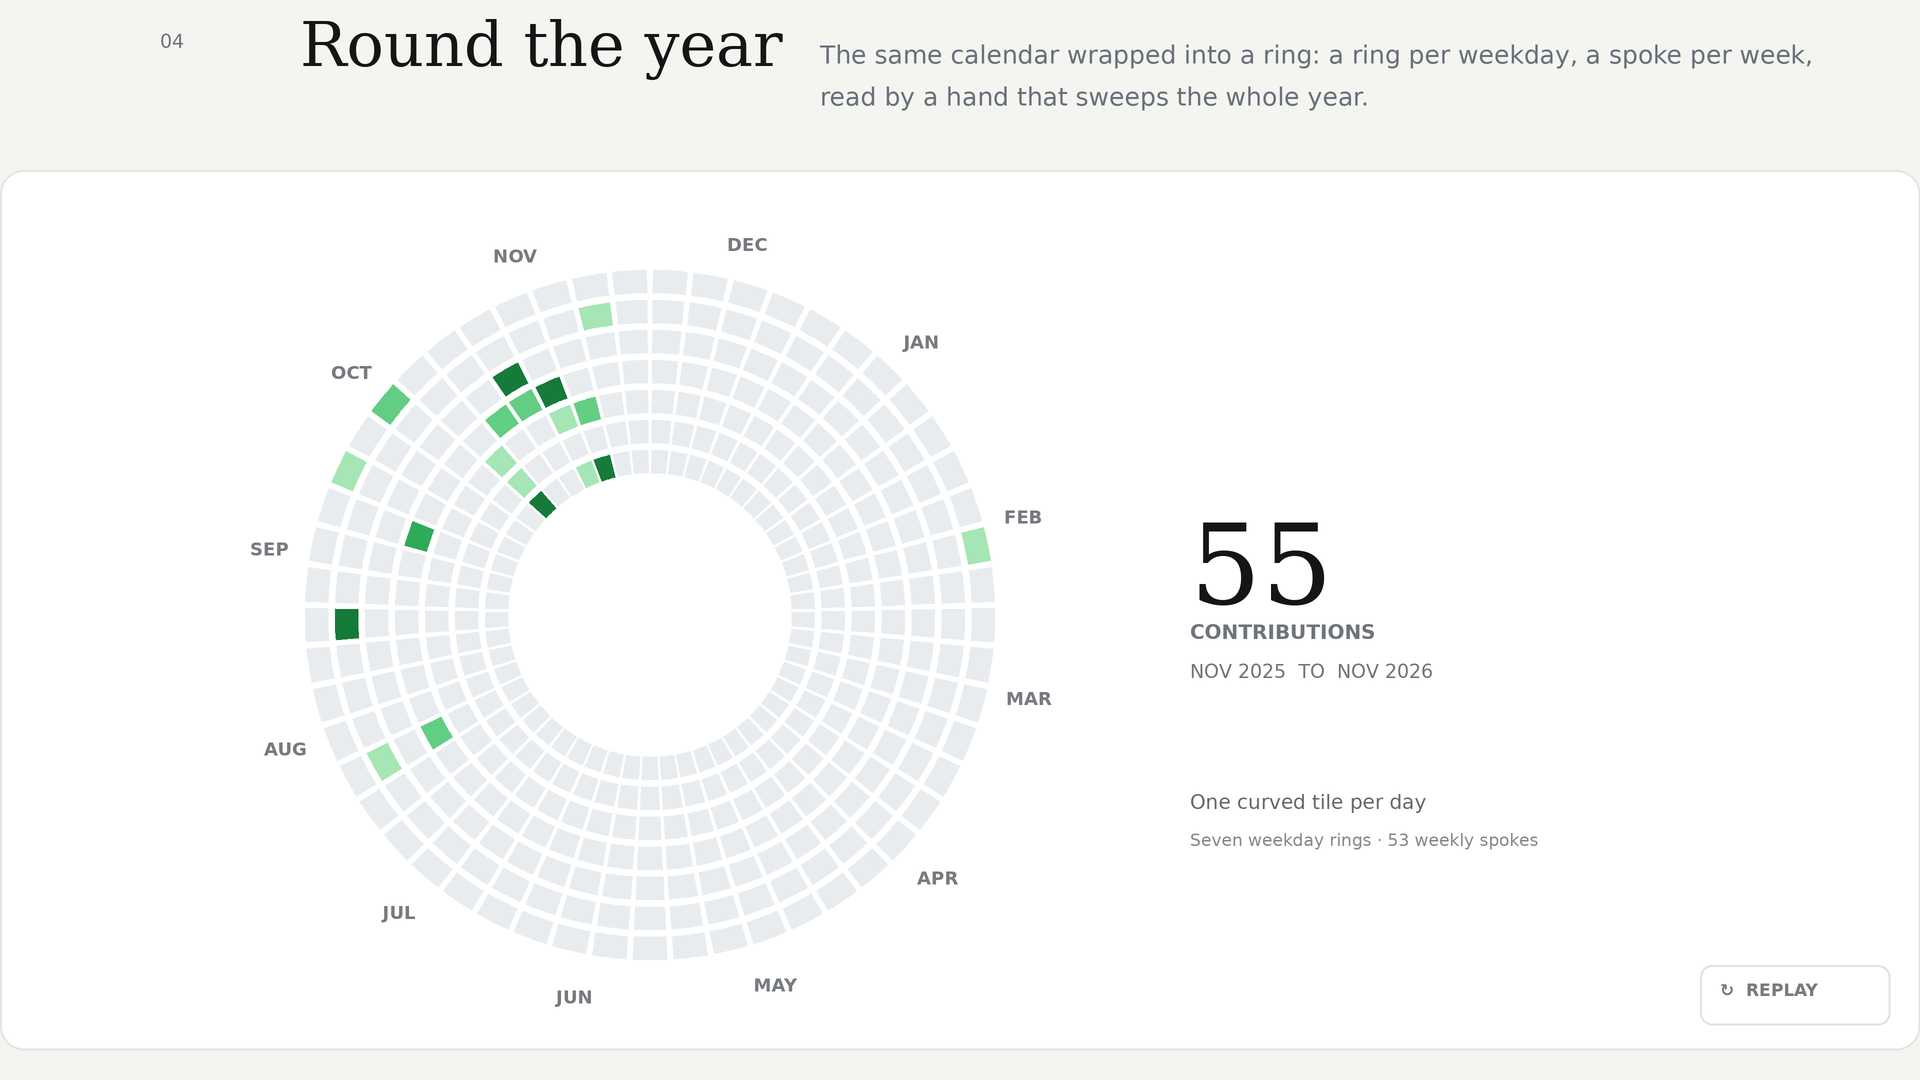 04
Round the year
The same calendar wrapped into a ring: a ring per weekday, a spoke per week,
read by a hand that sweeps the whole year.
DEC
NOV
JAN
OCT
FEB
SEP
MAR
AUG
APR
JUL
MAY
JUN
55
CONTRIBUTIONS
NOV 2025 TO NOV 2026
One curved tile per day
Seven weekday rings · 53 weekly spokes
↻ REPLAY